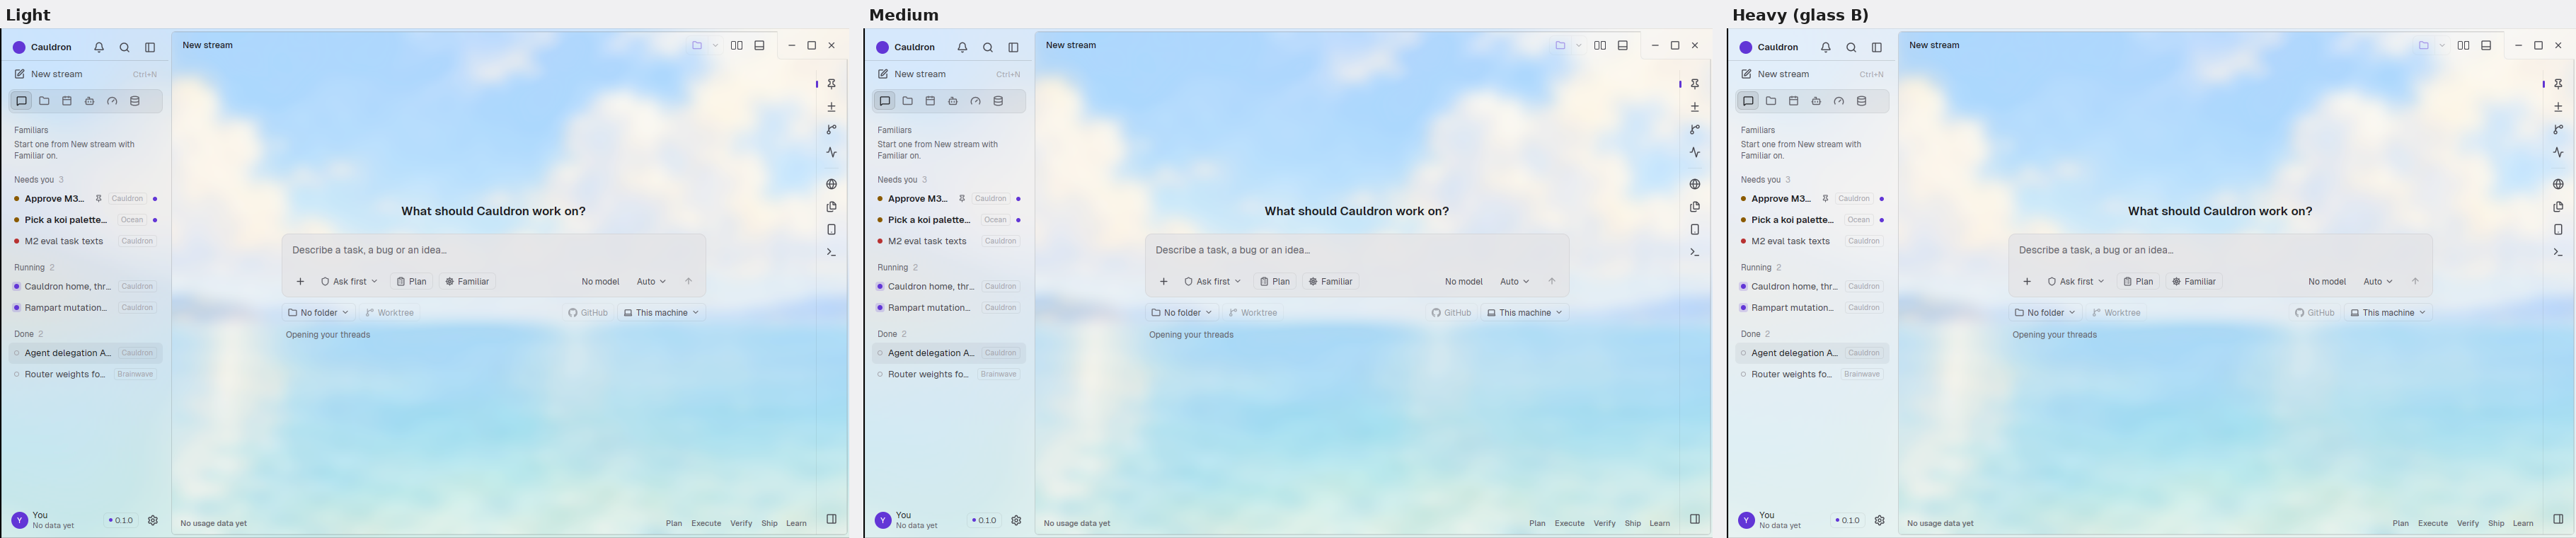 Light
Cauldron
New stream
New stream Ctrl+N
Familiars
Start one from New stream with
Familiar on.
Needs you 3
Approve M3... Cauldron
Pick a koi palette... Ocean
M2 eval task texts Cauldron
Running 2
Cauldron home, thr... Cauldron
Rampart mutation... Cauldron
Done 2
Agent delegation A... Cauldron
Router weights fo... Brainwave
Y You
No data yet
0.1.0
What should Cauldron work on?
Describe a task, a bug or an idea...
Ask first Plan Familiar No model Auto
No folder Worktree GitHub This machine
Opening your threads
No usage data yet Plan Execute Verify Ship Learn
Medium
Cauldron
New stream
New stream Ctrl+N
Familiars
Start one from New stream with
Familiar on.
Needs you 3
Approve M3... Cauldron
Pick a koi palette... Ocean
M2 eval task texts Cauldron
Running 2
Cauldron home, thr... Cauldron
Rampart mutation... Cauldron
Done 2
Agent delegation A... Cauldron
Router weights fo... Brainwave
Y You
No data yet
0.1.0
What should Cauldron work on?
Describe a task, a bug or an idea...
Ask first Plan Familiar No model Auto
No folder Worktree GitHub This machine
Opening your threads
No usage data yet Plan Execute Verify Ship Learn
Heavy (glass B)
Cauldron
New stream
New stream Ctrl+N
Familiars
Start one from New stream with
Familiar on.
Needs you 3
Approve M3... Cauldron
Pick a koi palette... Ocean
M2 eval task texts Cauldron
Running 2
Cauldron home, thr... Cauldron
Rampart mutation... Cauldron
Done 2
Agent delegation A... Cauldron
Router weights fo... Brainwave
Y You
No data yet
0.1.0
What should Cauldron work on?
Describe a task, a bug or an idea...
Ask first Plan Familiar No model Auto
No folder Worktree GitHub This machine
Opening your threads
No usage data yet Plan Execute Verify Ship Learn